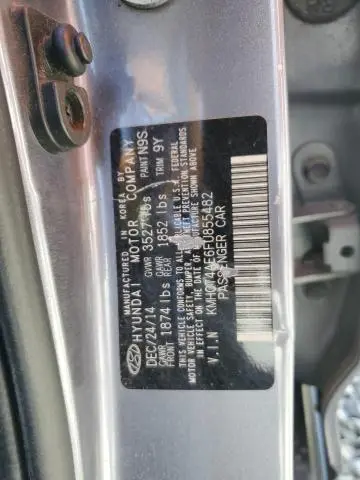 MANUFACTURED IN KOREA BY
HYUNDAI MOTOR COMPANY
DEC/24/14 GVWR 3527 lbs PAINT N9S
GAWR FRONT 1874 lbs GAWR REAR 1852 lbs TRIM 9Y
THIS VEHICLE CONFORMS TO ALL APPLICABLE U.S.A. FEDERAL
MOTOR VEHICLE SAFETY, BUMPER, THEFT PREVENTION STANDARDS
IN EFFECT ON THE DATE OF MANUFACTURE SHOWN ABOVE.
V.I.N
PASSENGER CAR